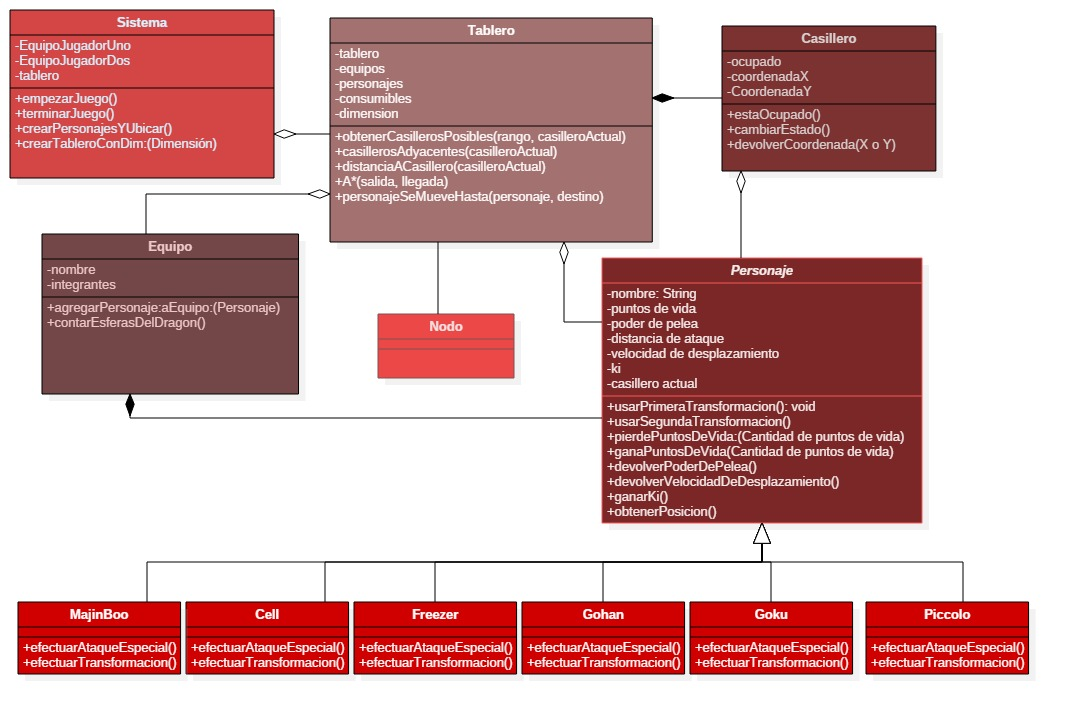 Sistema
-EquipoJugadorUno
-EquipoJugadorDos
-tablero
+empezarJuego()
+terminarJuego()
+crearPersonajesYUbicar()
+crearTableroConDim:(Dimensión)
Tablero
-tablero
-equipos
-personajes
-consumibles
-dimension
+obtenerCasillerosPosibles(rango, casilleroActual)
+casillerosAdyacentes(casilleroActual)
+distanciaACasillero(casilleroActual)
+A*(salida, llegada)
+personajeSeMueveHasta(personaje, destino)
Casillero
-ocupado
-coordenadaX
-CoordenadaY
+estaOcupado()
+cambiarEstado()
+devolverCoordenada(X o Y)
Equipo
-nombre
-integrantes
+agregarPersonaje:aEquipo:(Personaje)
+contarEsferasDelDragon()
Nodo
Personaje
-nombre: String
-puntos de vida
-poder de pelea
-distancia de ataque
-velocidad de desplazamiento
-ki
-casillero actual
+usarPrimeraTransformacion(): void
+usarSegundaTransformacion()
+pierdePuntosDeVida:(Cantidad de puntos de vida)
+ganaPuntosDeVida(Cantidad de puntos de vida)
+devolverPoderDePelea()
+devolverVelocidadDeDesplazamiento()
+ganarKi()
+obtenerPosicion()
MajinBoo
+efectuarAtaqueEspecial()
+efectuarTransformacion()
Cell
+efectuarAtaqueEspecial()
+efectuarTransformacion()
Freezer
+efectuarAtaqueEspecial()
+efectuarTransformacion()
Gohan
+efectuarAtaqueEspecial()
+efectuarTransformacion()
Goku
+efectuarAtaqueEspecial()
+efectuarTransformacion()
Piccolo
+efectuarAtaqueEspecial()
+efectuarTransformacion()